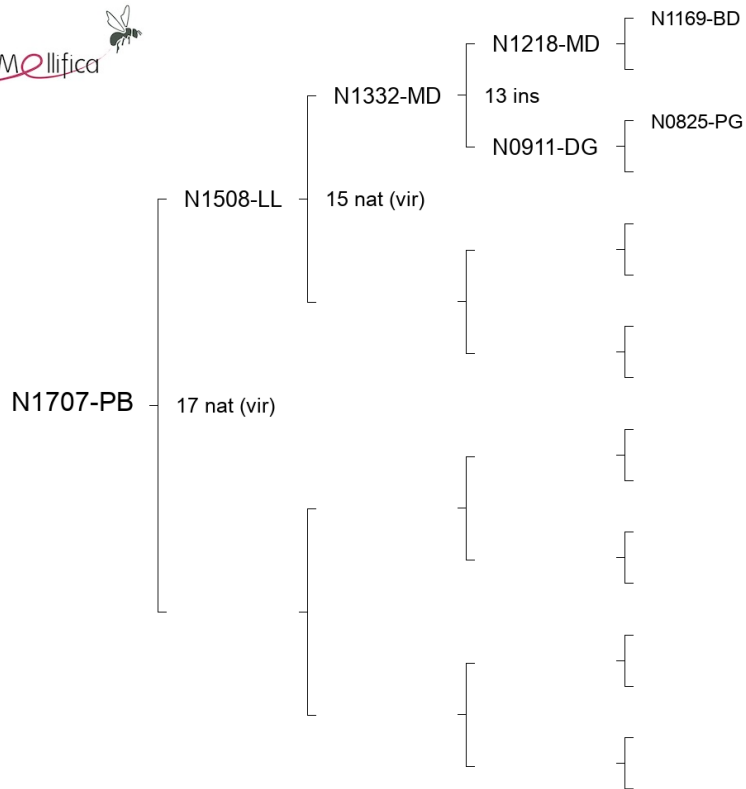 Mellifica
N1169-BD
N1218-MD
N1332-MD
13 ins
N0825-PG
N0911-DG
N1508-LL
15 nat (vir)
N1707-PB
17 nat (vir)